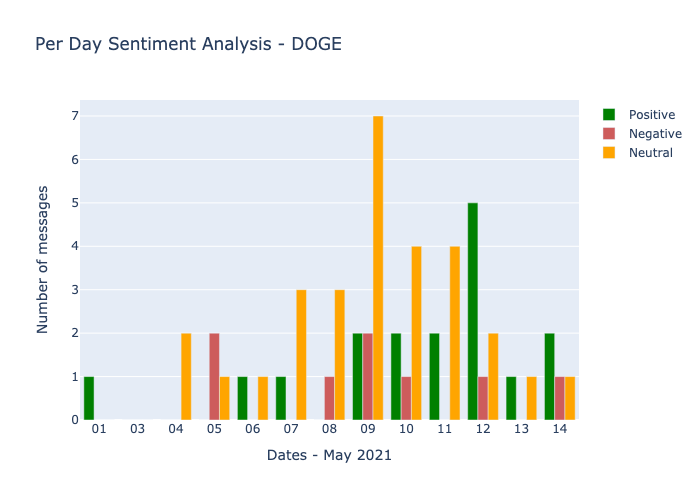 Per Day Sentiment Analysis - DOGE
Positive
Negative
Neutral
Number of messages
7
6
5
4
3
2
1
0
01 03 04 05 06 07 08 09 10 11 12 13 14
Dates - May 2021